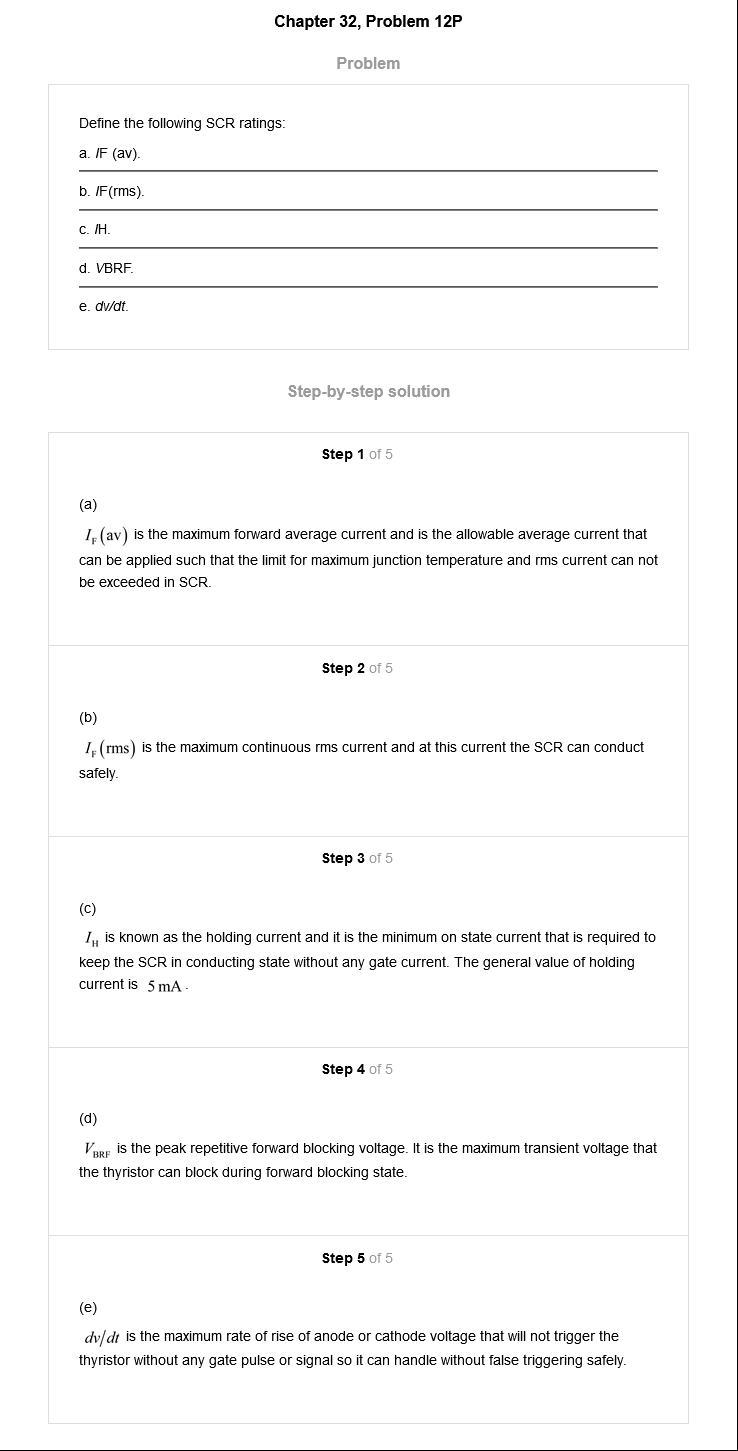 Chapter 32, Problem 12P
Problem
Define the following SCR ratings:
a. IF (av).
b. IF(rms).
c. IH.
d. VBRF.
e. dv/dt.
Step-by-step solution
Step 1 of 5
(a)
I_F (av) is the maximum forward average current and is the allowable average current that
can be applied such that the limit for maximum junction temperature and rms current can not
be exceeded in SCR.
Step 2 of 5
(b)
I_F (rms) is the maximum continuous rms current and at this current the SCR can conduct
safely.
Step 3 of 5
(c)
I_H is known as the holding current and it is the minimum on state current that is required to
keep the SCR in conducting state without any gate current. The general value of holding
current is 5 mA .
Step 4 of 5
(d)
V_BRF is the peak repetitive forward blocking voltage. It is the maximum transient voltage that
the thyristor can block during forward blocking state.
Step 5 of 5
(e)
dv/dt is the maximum rate of rise of anode or cathode voltage that will not trigger the
thyristor without any gate pulse or signal so it can handle without false triggering safely.